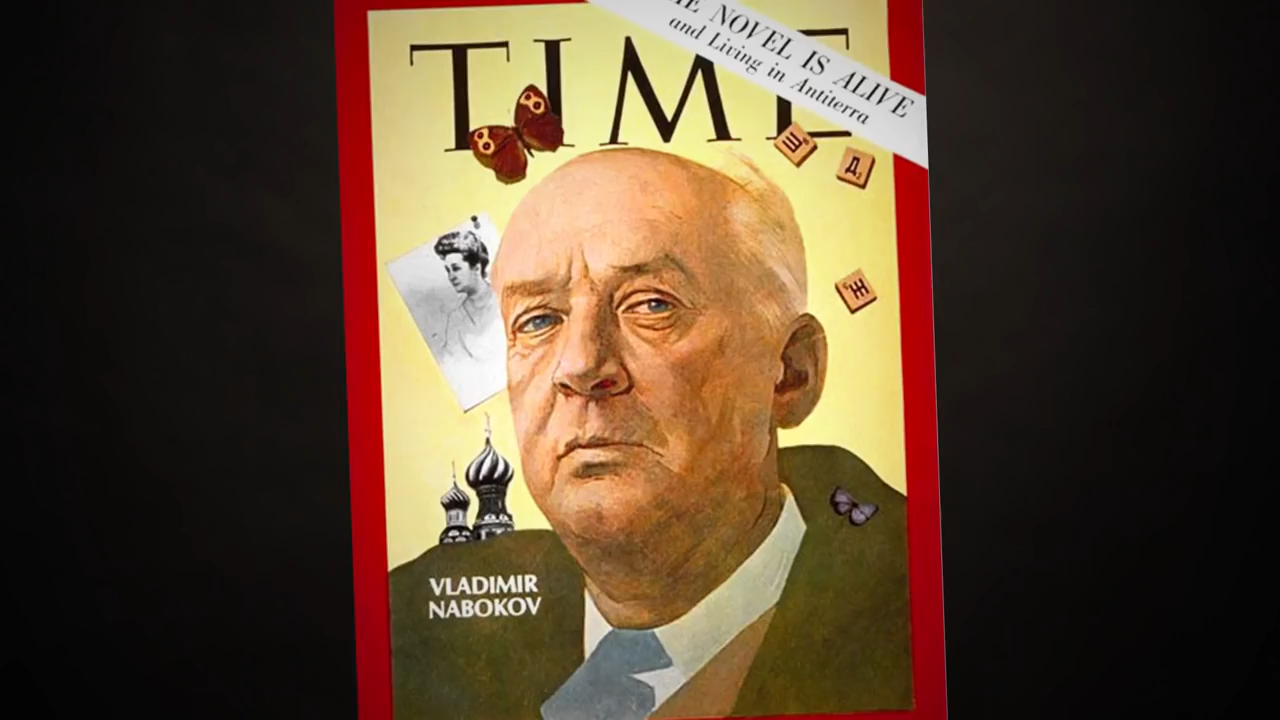 TIME
NOVEL IS ALIVE
and Living in Antiterra
Ш
Д
Ж
VLADIMIR
NABOKOV